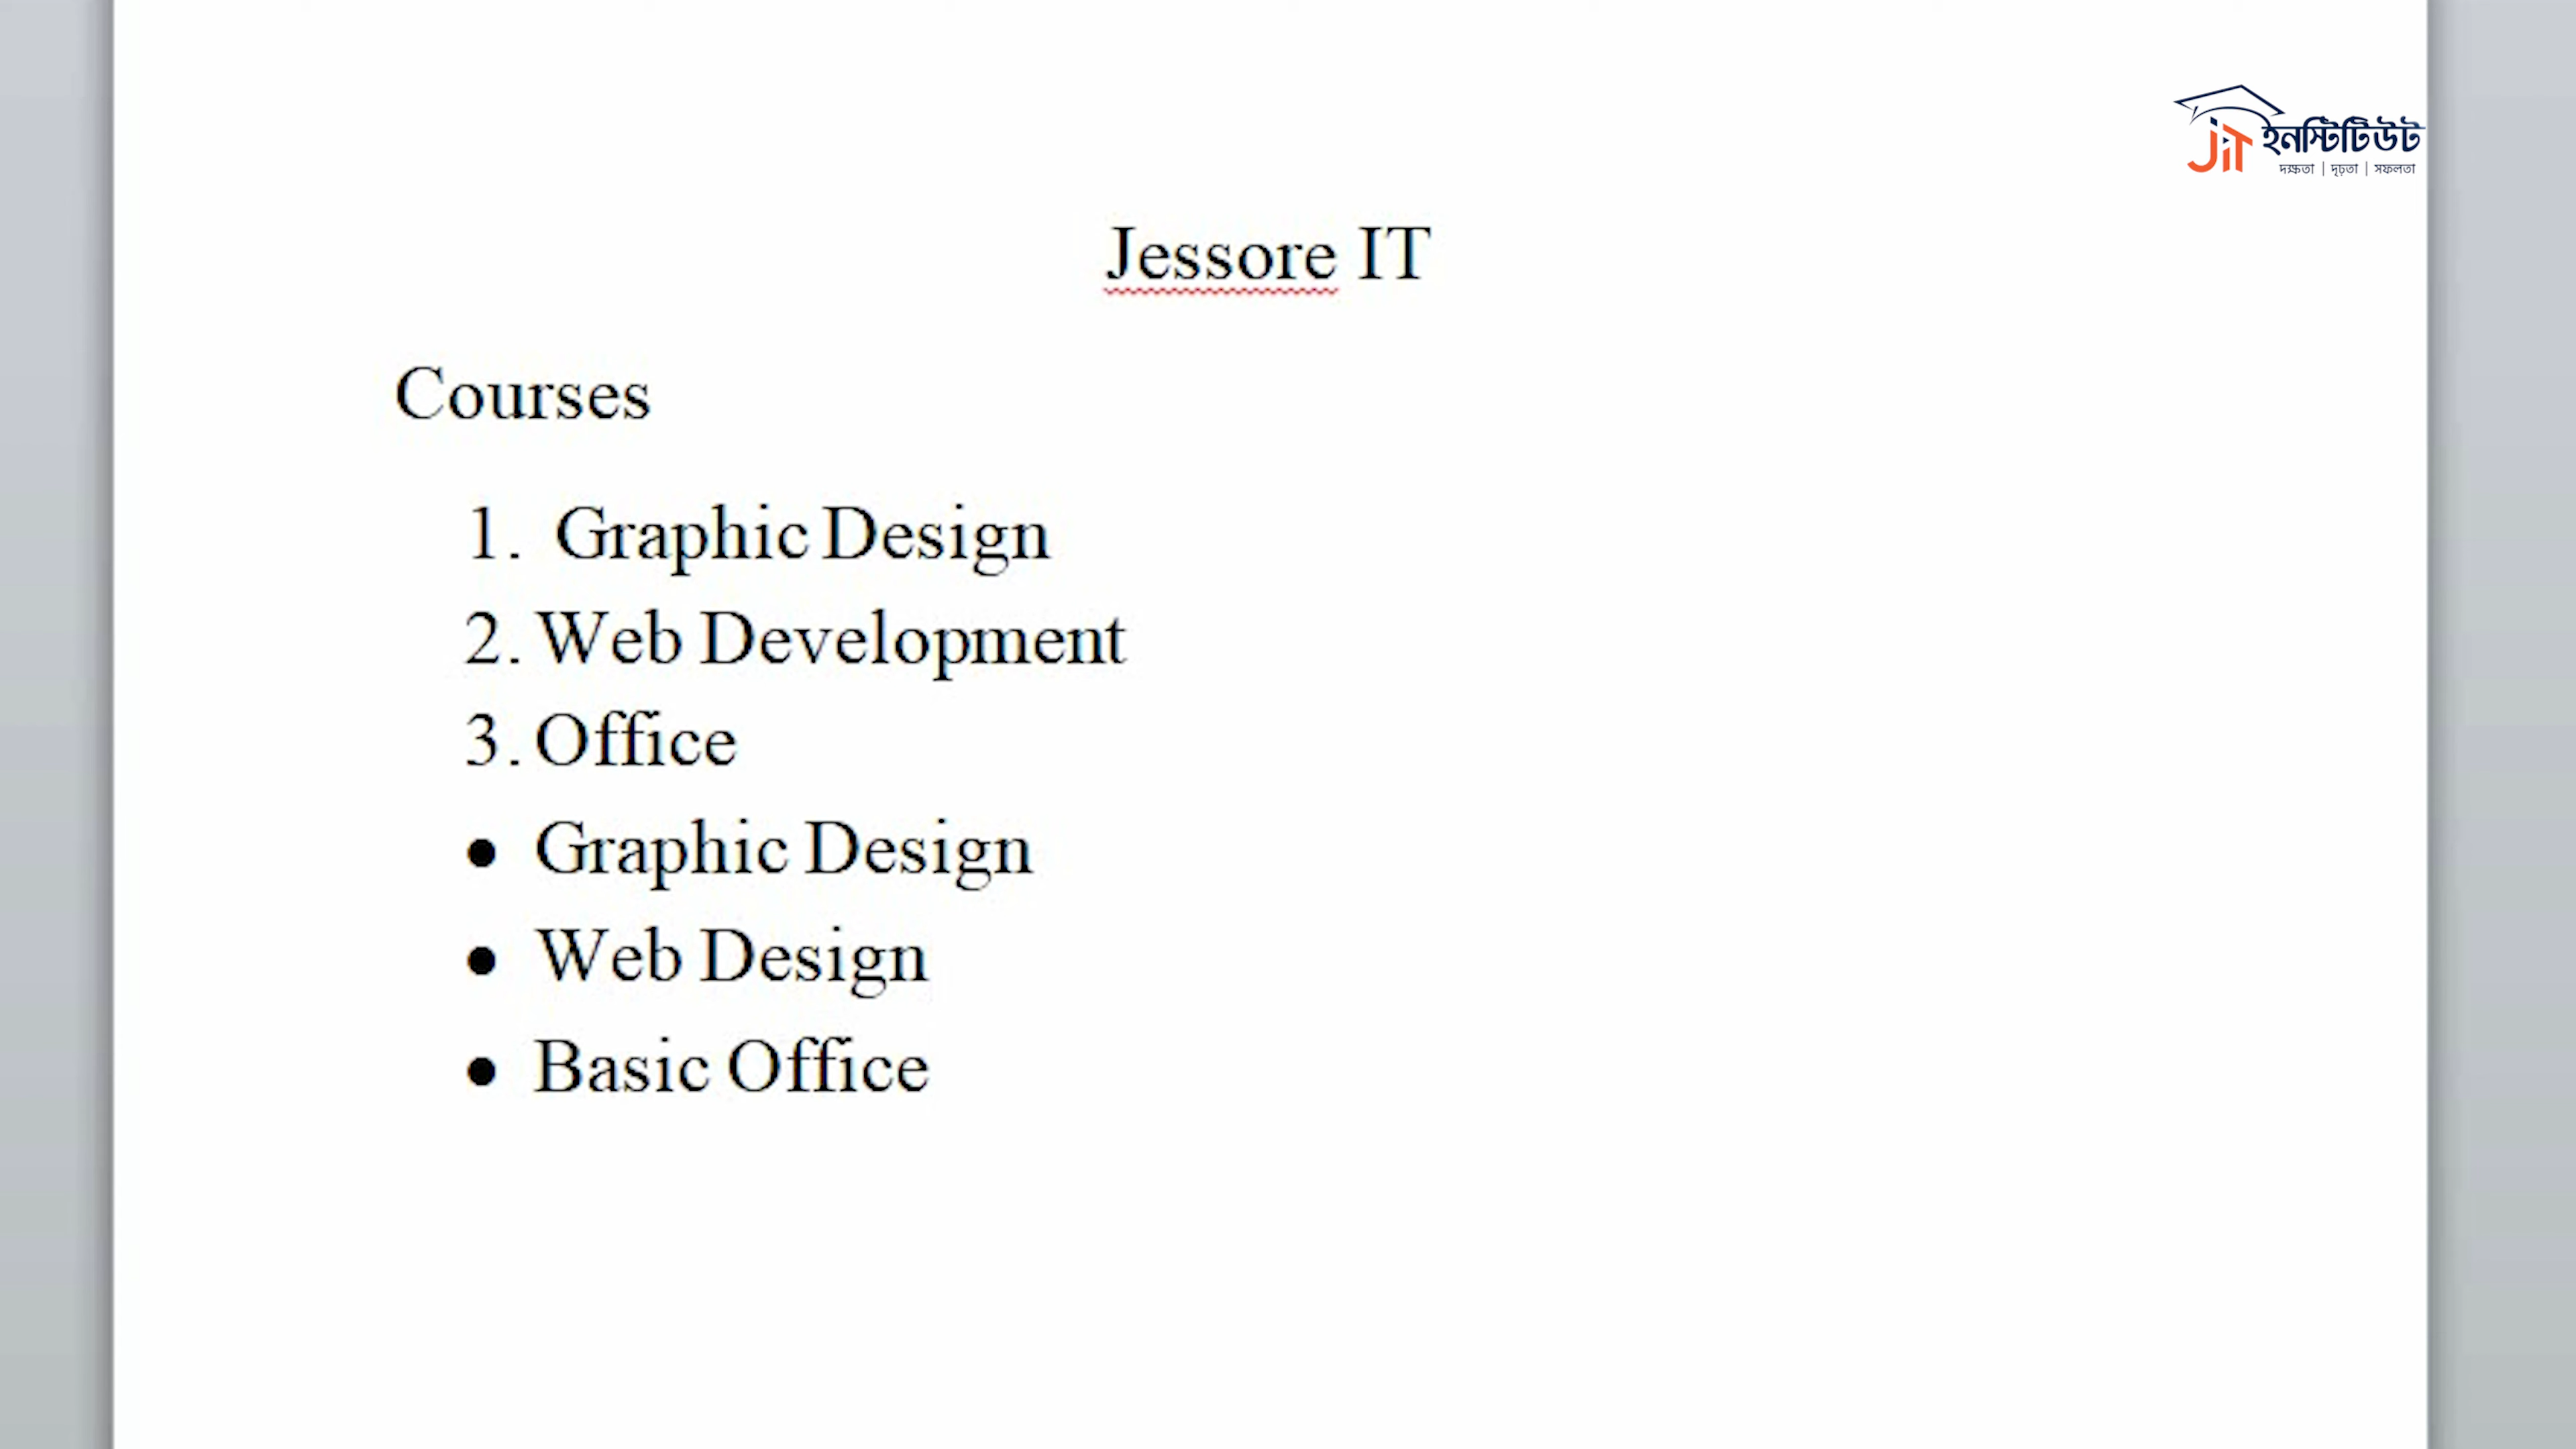 JiT ইনস্টিটিউট
দক্ষতা | দৃঢ়তা | সফলতা
Jessore IT
Courses
1. Graphic Design
2. Web Development
3. Office
• Graphic Design
• Web Design
• Basic Office